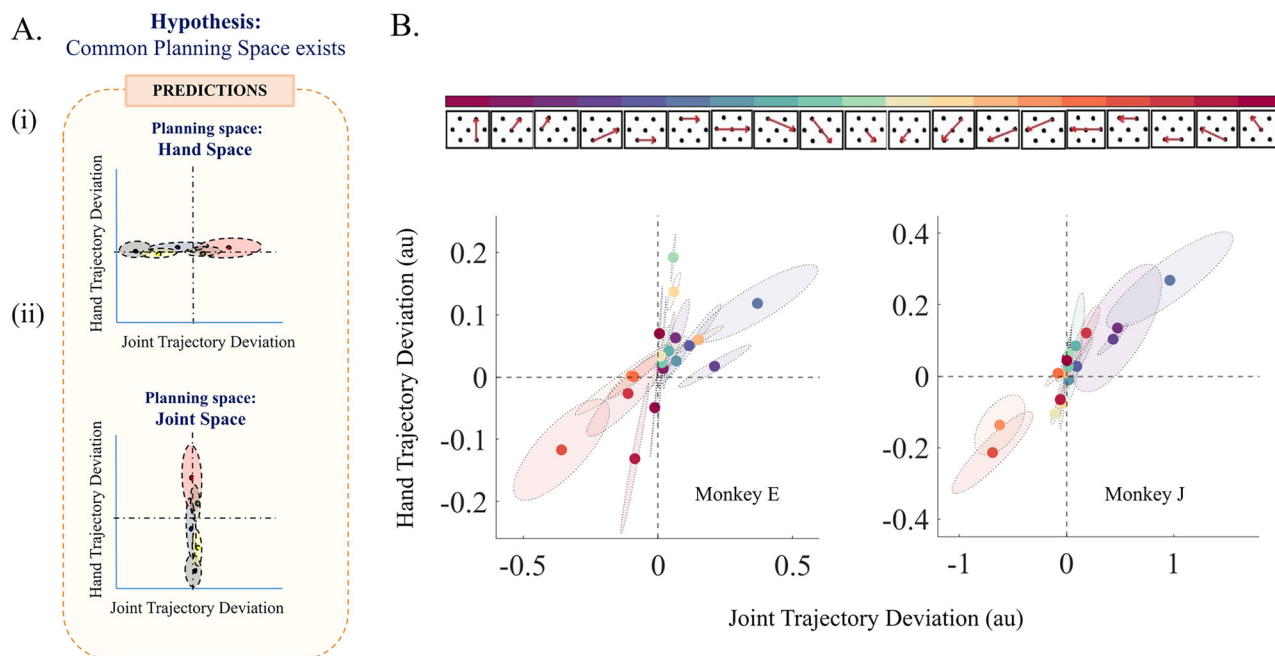 A.
Hypothesis:
Common Planning Space exists
PREDICTIONS
(i)
Planning space:
Hand Space
Hand Trajectory Deviation
Joint Trajectory Deviation
(ii)
Planning space:
Joint Space
Hand Trajectory Deviation
Joint Trajectory Deviation
B.
Hand Trajectory Deviation (au)
0.2
0.1
0
-0.1
-0.2
-0.5
0
0.5
Monkey E
0.4
0.2
0
-0.2
-0.4
-1
0
1
Monkey J
Joint Trajectory Deviation (au)